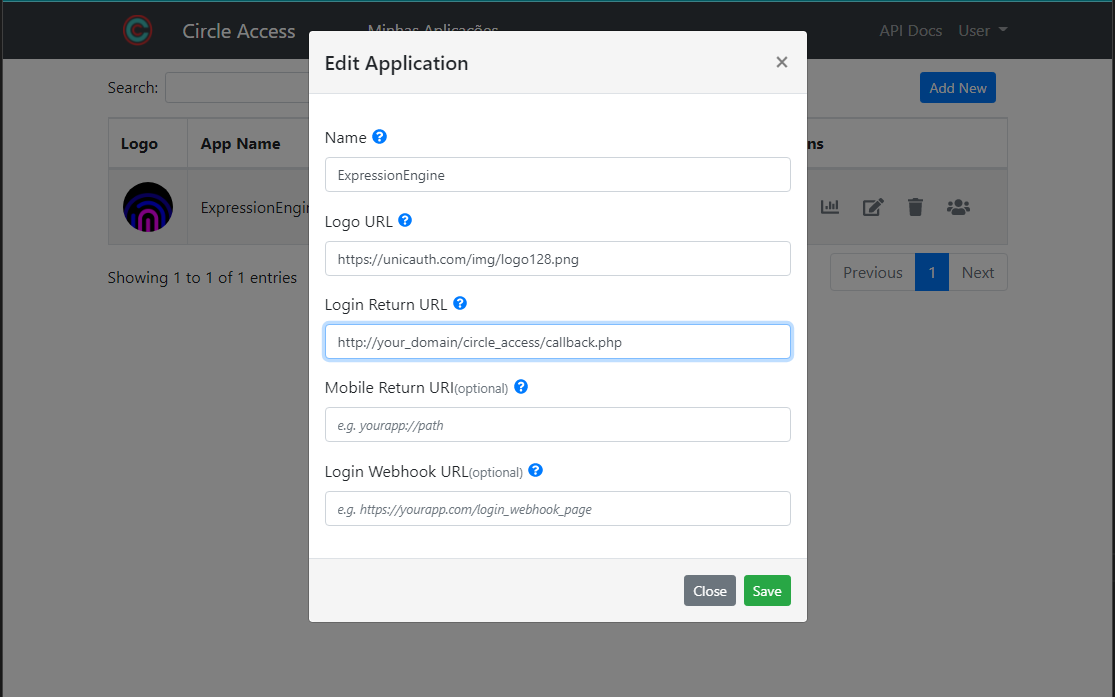 Circle Access
Minhas Aplicações
API Docs
User
Edit Application
×
Search:
Add New
Logo
App Name
ns
Name
ExpressionEngine
ExpressionEngin
Logo URL
https://unicauth.com/img/logo128.png
Showing 1 to 1 of 1 entries
Previous
1
Next
Login Return URL
http://your_domain/circle_access/callback.php
Mobile Return URI(optional)
e.g. yourapp://path
Login Webhook URL(optional)
e.g. https://yourapp.com/login_webhook_page
Close
Save